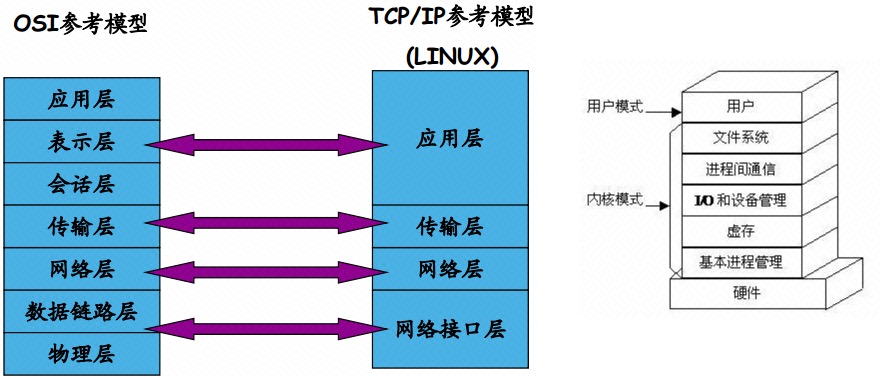 OSI参考模型
应用层
表示层
会话层
传输层
网络层
数据链路层
物理层
TCP/IP参考模型
(LINUX)
应用层
传输层
网络层
网络接口层
用户模式
内核模式
用户
文件系统
进程间通信
I/O 和设备管理
虚存
基本进程管理
硬件